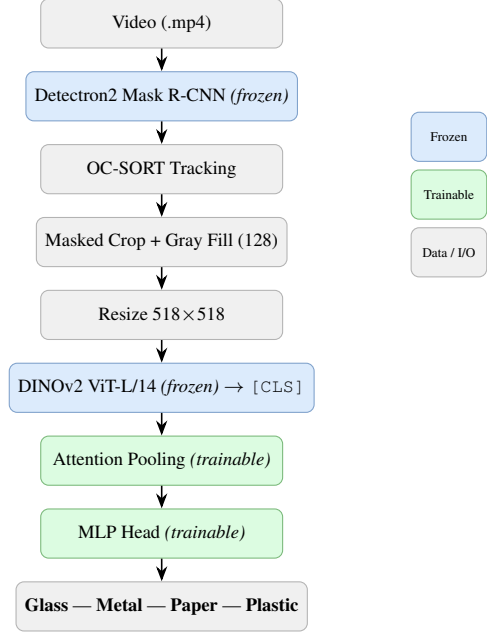 Video (.mp4)
Detectron2 Mask R-CNN (frozen)
OC-SORT Tracking
Masked Crop + Gray Fill (128)
Resize 518×518
DINOv2 ViT-L/14 (frozen) → [CLS]
Attention Pooling (trainable)
MLP Head (trainable)
Glass — Metal — Paper — Plastic
Frozen
Trainable
Data / I/O